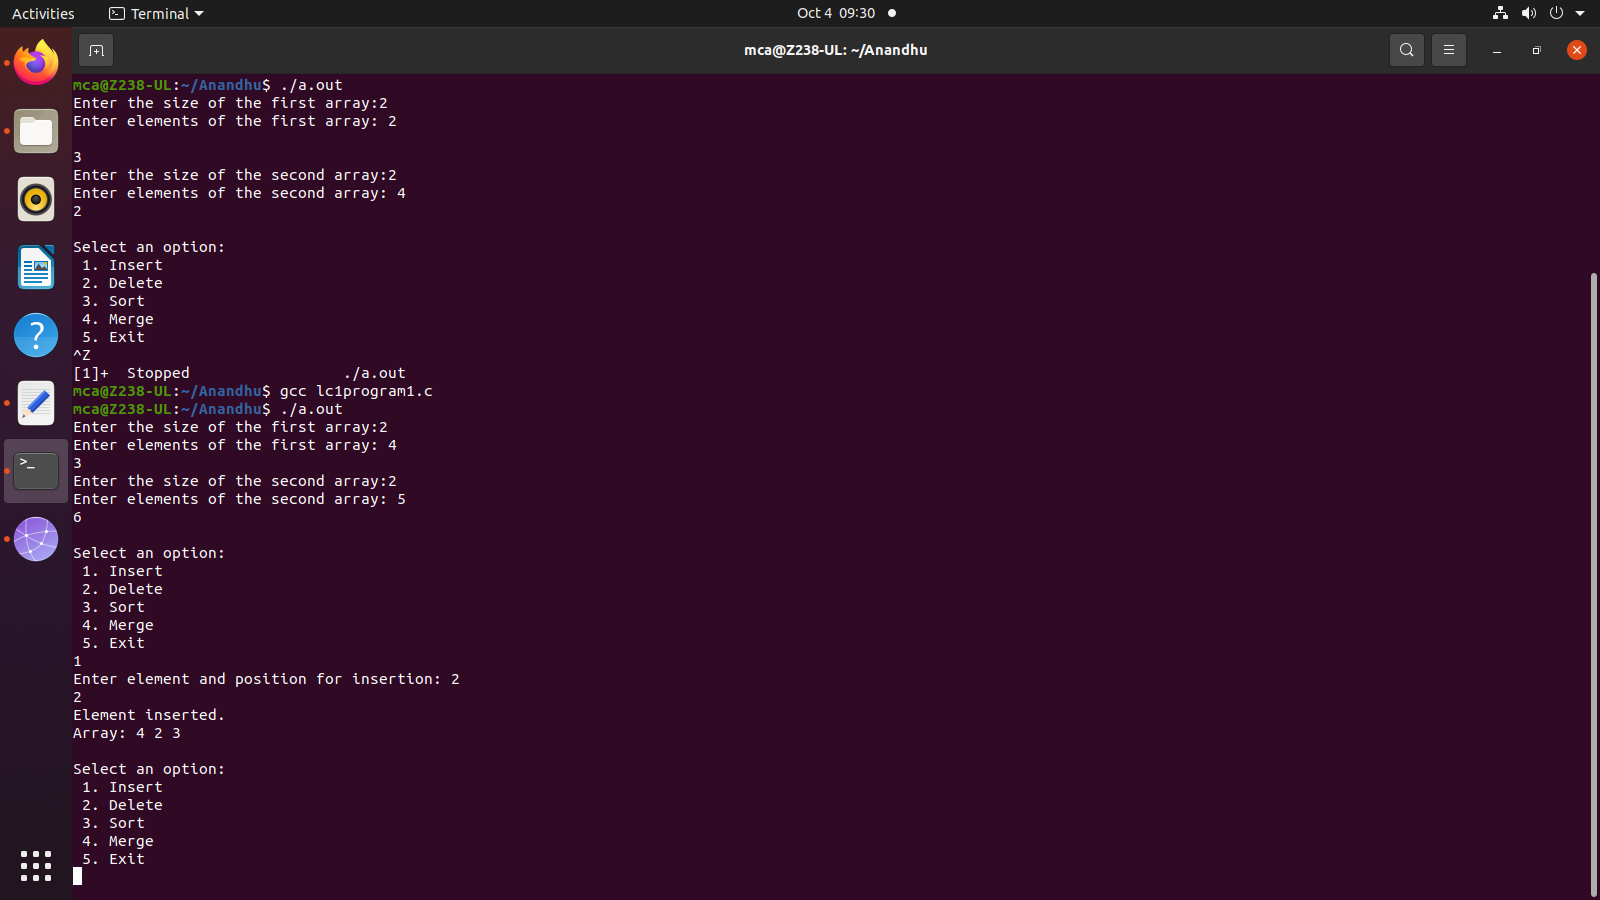 Activities Terminal Oct 4 09:30
mca@Z238-UL: ~/Anandhu
mca@Z238-UL:~/Anandhu$ ./a.out
Enter the size of the first array:2
Enter elements of the first array: 2

3
Enter the size of the second array:2
Enter elements of the second array: 4
2

Select an option:
 1. Insert
 2. Delete
 3. Sort
 4. Merge
 5. Exit
^Z
[1]+  Stopped                 ./a.out
mca@Z238-UL:~/Anandhu$ gcc lc1program1.c
mca@Z238-UL:~/Anandhu$ ./a.out
Enter the size of the first array:2
Enter elements of the first array: 4
3
Enter the size of the second array:2
Enter elements of the second array: 5
6

Select an option:
 1. Insert
 2. Delete
 3. Sort
 4. Merge
 5. Exit
1
Enter element and position for insertion: 2
2
Element inserted.
Array: 4 2 3

Select an option:
 1. Insert
 2. Delete
 3. Sort
 4. Merge
 5. Exit